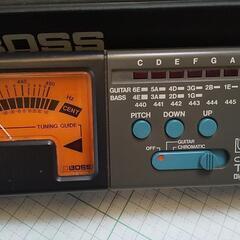 BOSS
C D E F G A
GUITAR 6E 5A 4D 3G 2B 1E
BASS 4E 3A 2D 1G
440 441 442 443 444 445
440
Hz
CENT
TUNING GUIDE
BOSS
PITCH DOWN UP
GUITAR
CHROMATIC
OFF